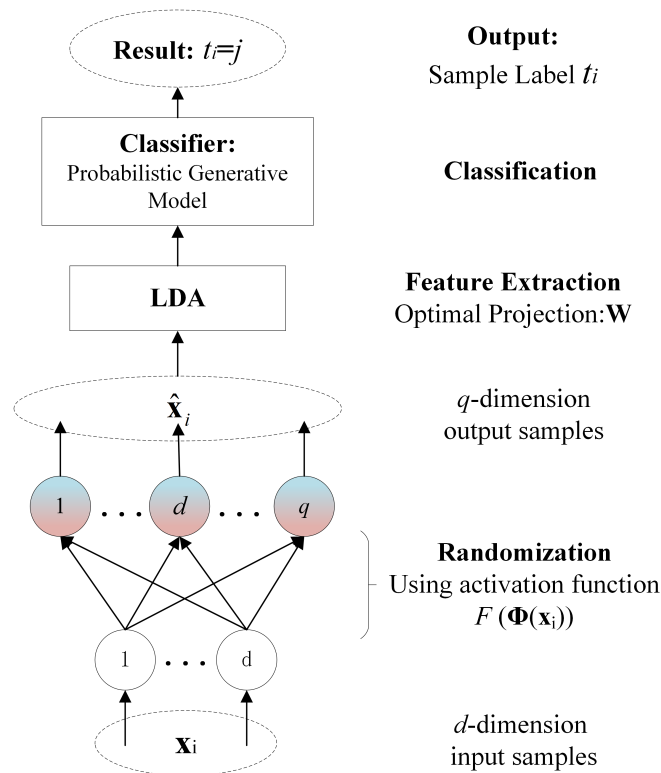 Result: tᵢ=j
Output:
Sample Label tᵢ
Classifier:
Probabilistic Generative
Model
Classification
LDA
Feature Extraction
Optimal Projection:W
x̂ᵢ
q-dimension
output samples
1 ... d ... q
Randomization
Using activation function
F (Φ(xᵢ))
1 ... d
xᵢ
d-dimension
input samples